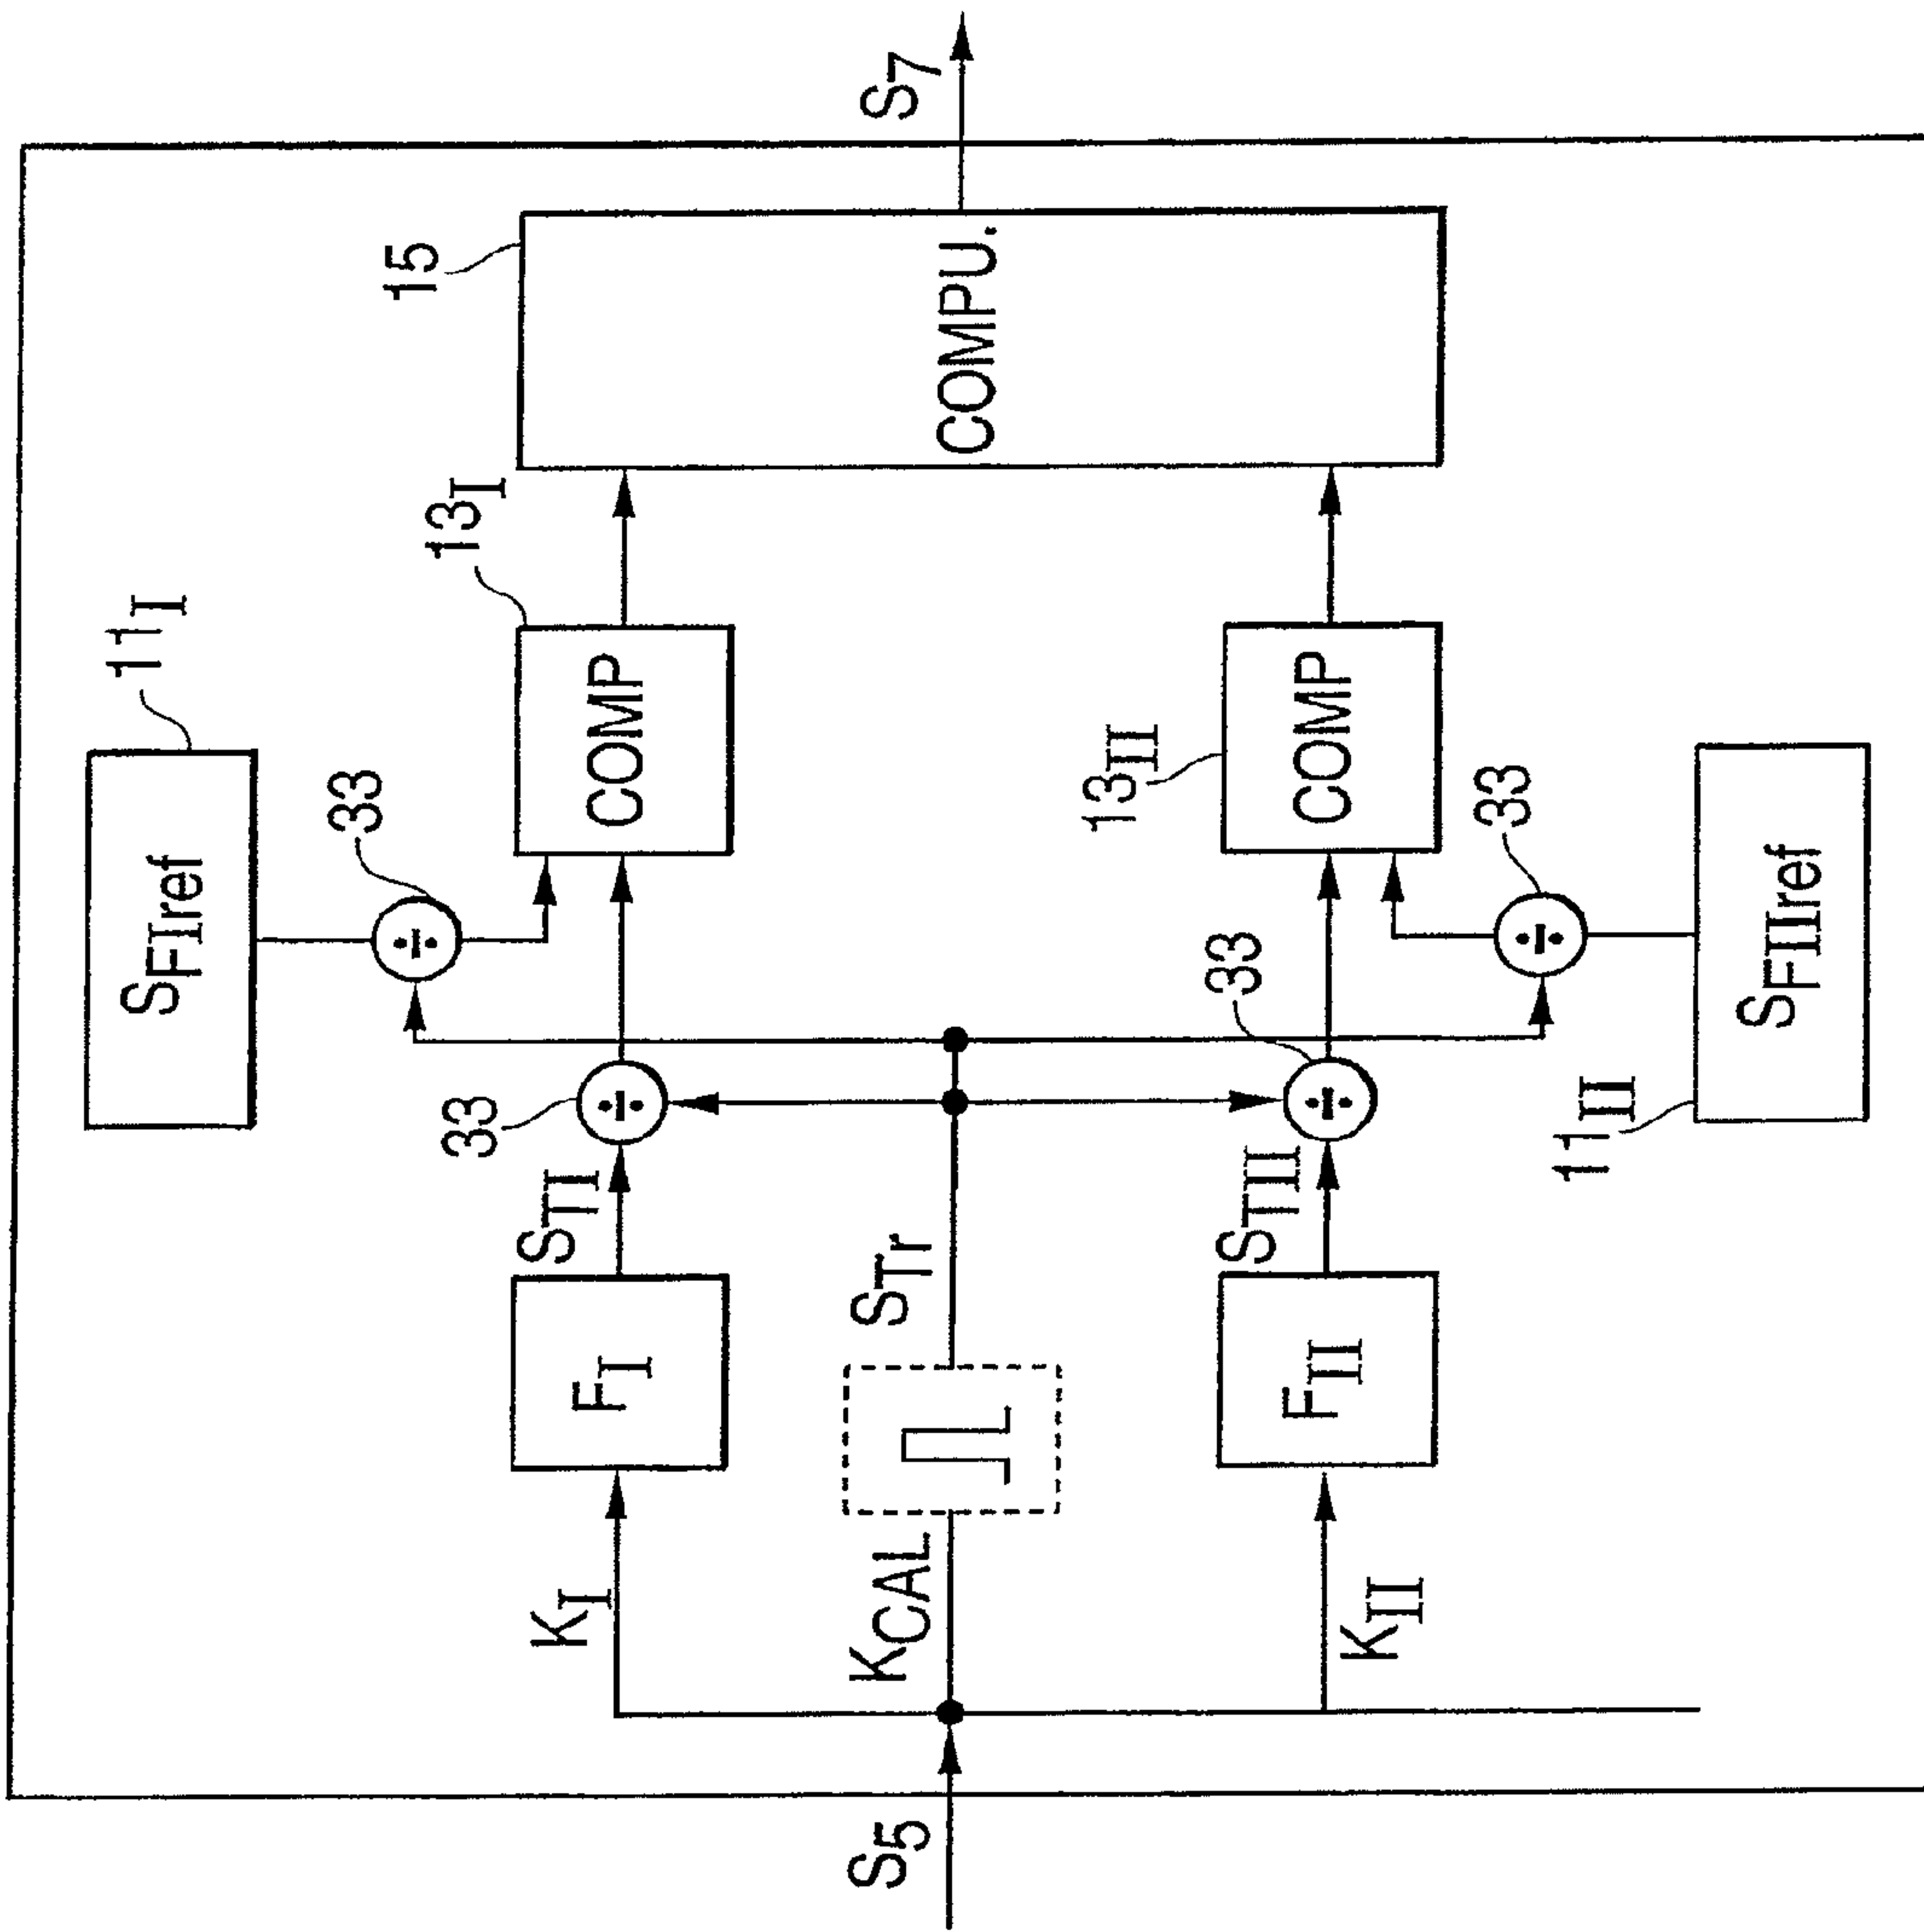 S5
KI
KCAL
KII
FI
FII
STI
STr
STII
33
33
SFIref
11I
33
SFIIref
11II
33
COMP
13I
COMP
13II
COMPU.
15
S7